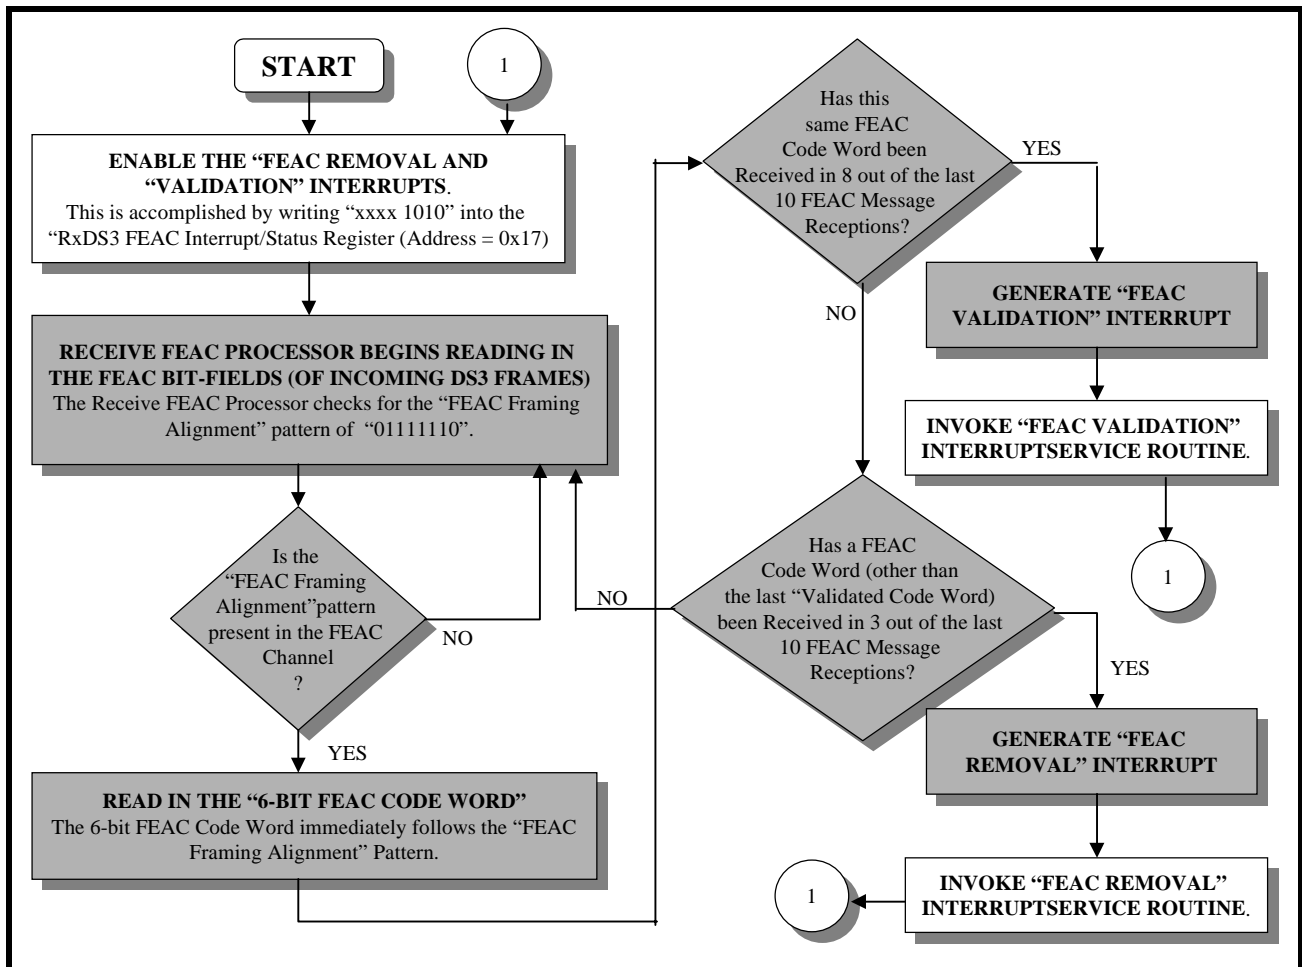 START
1
ENABLE THE “FEAC REMOVAL AND
“VALIDATION” INTERRUPTS.
This is accomplished by writing “xxxx 1010” into the
“RxDS3 FEAC Interrupt/Status Register (Address = 0x17)
RECEIVE FEAC PROCESSOR BEGINS READING IN
THE FEAC BIT-FIELDS (OF INCOMING DS3 FRAMES)
The Receive FEAC Processor checks for the “FEAC Framing
Alignment” pattern of “01111110”.
Is the
“FEAC Framing
Alignment”pattern
present in the FEAC
Channel
?
NO
YES
READ IN THE “6-BIT FEAC CODE WORD”
The 6-bit FEAC Code Word immediately follows the “FEAC
Framing Alignment” Pattern.
Has this
same FEAC
Code Word been
Received in 8 out of the last
10 FEAC Message
Receptions?
YES
NO
GENERATE “FEAC
VALIDATION” INTERRUPT
INVOKE “FEAC VALIDATION”
INTERRUPTSERVICE ROUTINE.
1
Has a FEAC
Code Word (other than
the last “Validated Code Word)
been Received in 3 out of the last
10 FEAC Message
Receptions?
NO
YES
GENERATE “FEAC
REMOVAL” INTERRUPT
INVOKE “FEAC REMOVAL”
INTERRUPTSERVICE ROUTINE.
1